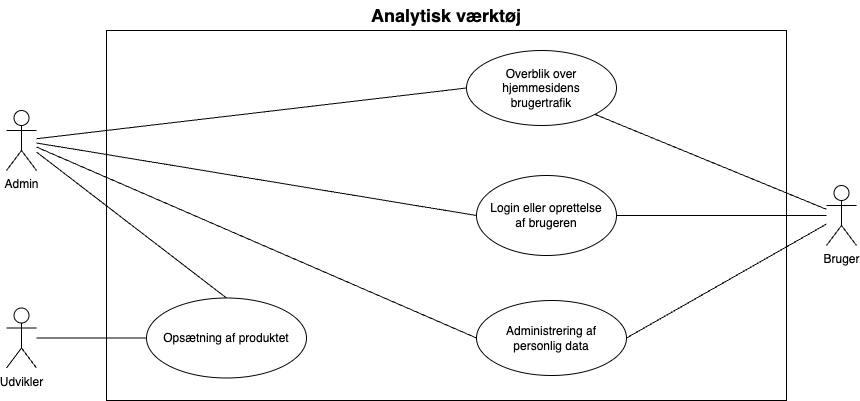 Analytisk værktøj
Overblik over
hjemmesidens
brugertrafik
Admin
Login eller oprettelse
af brugeren
Bruger
Opsætning af produktet
Administrering af
personlig data
Udvikler